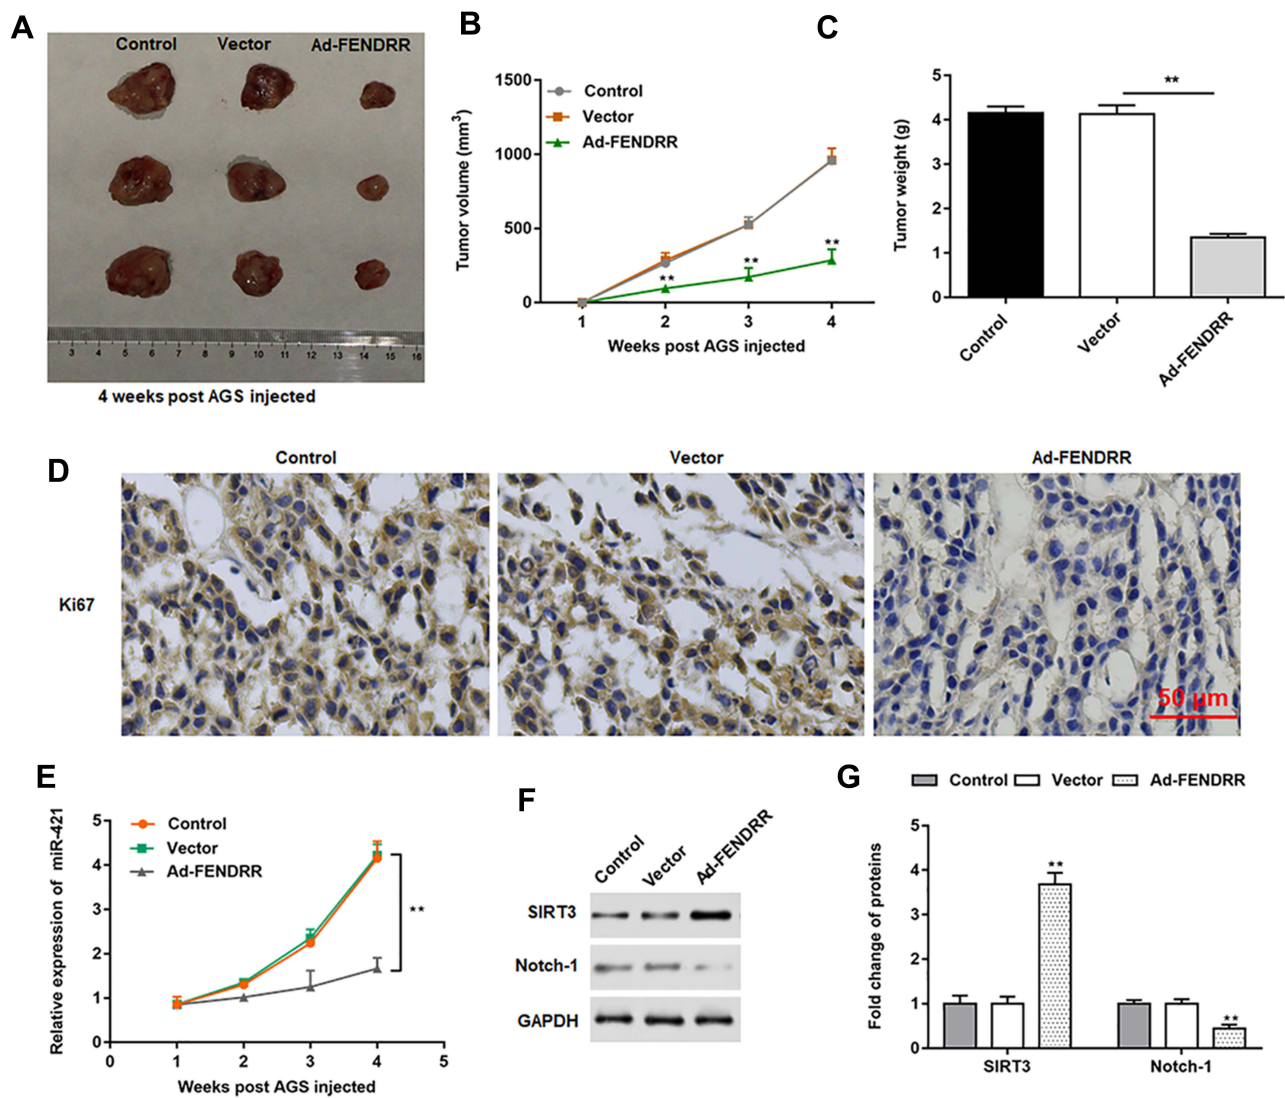 A
Control Vector Ad-FENDRR
3 4 5 6 7 8 9 10 11 12 13 14 15 16
4 weeks post AGS injected
B
Tumor volume (mm³)
1500
1000
500
0
Control
Vector
Ad-FENDRR
**
**
**
1 2 3 4
Weeks post AGS injected
C
Tumor weight (g)
5
4
3
2
1
0
**
Control
Vector
Ad-FENDRR
D
Control Vector Ad-FENDRR
Ki67
50 μm
E
Relative expression of miR-421
5
4
3
2
1
0
Control
Vector
Ad-FENDRR
**
0 1 2 3 4 5
Weeks post AGS injected
F
Control Vector Ad-FENDRR
SIRT3
Notch-1
GAPDH
G
Control Vector Ad-FENDRR
Fold change of proteins
5
4
3
2
1
0
**
**
SIRT3 Notch-1